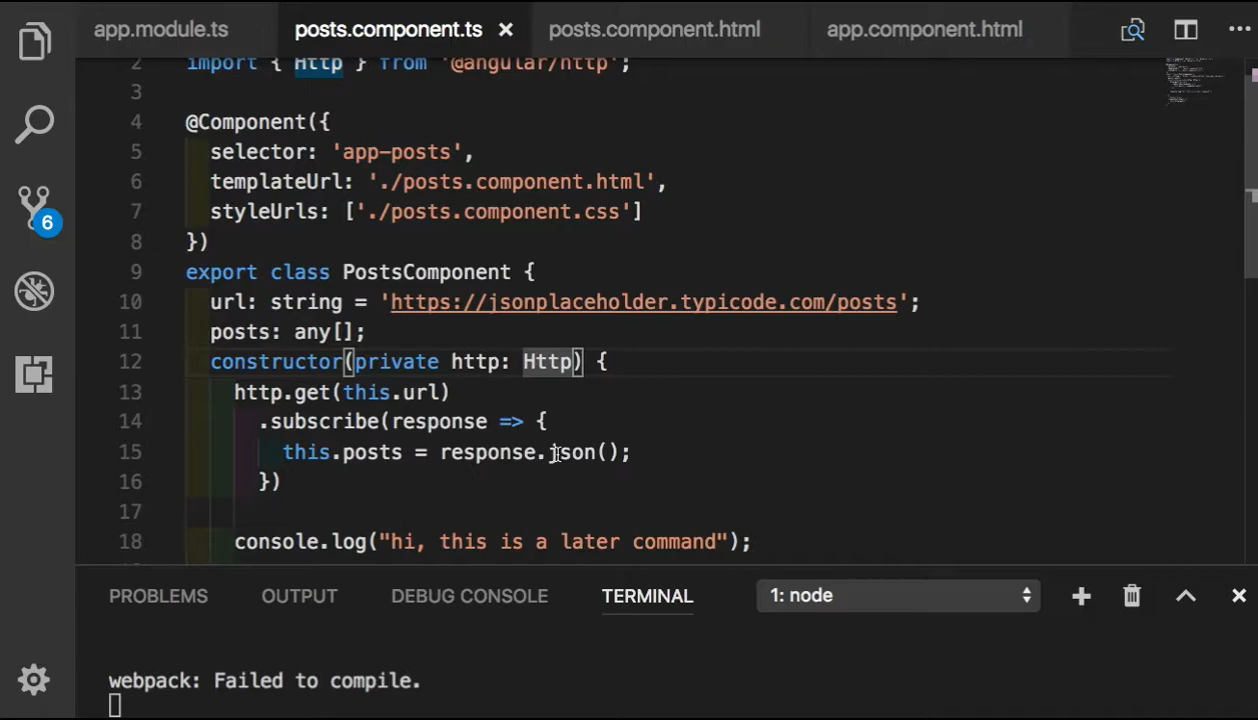 app.module.ts posts.component.ts × posts.component.html app.component.html
2 import { Http } from '@angular/http';
3
4 @Component({
5 selector: 'app-posts',
6 templateUrl: './posts.component.html',
7 styleUrls: ['./posts.component.css']
8 })
9 export class PostsComponent {
10 url: string = 'https://jsonplaceholder.typicode.com/posts';
11 posts: any[];
12 constructor(private http: Http) {
13 http.get(this.url)
14 .subscribe(response => {
15 this.posts = response.json();
16 })
17
18 console.log("hi, this is a later command");
6
PROBLEMS OUTPUT DEBUG CONSOLE TERMINAL 1: node
webpack: Failed to compile.